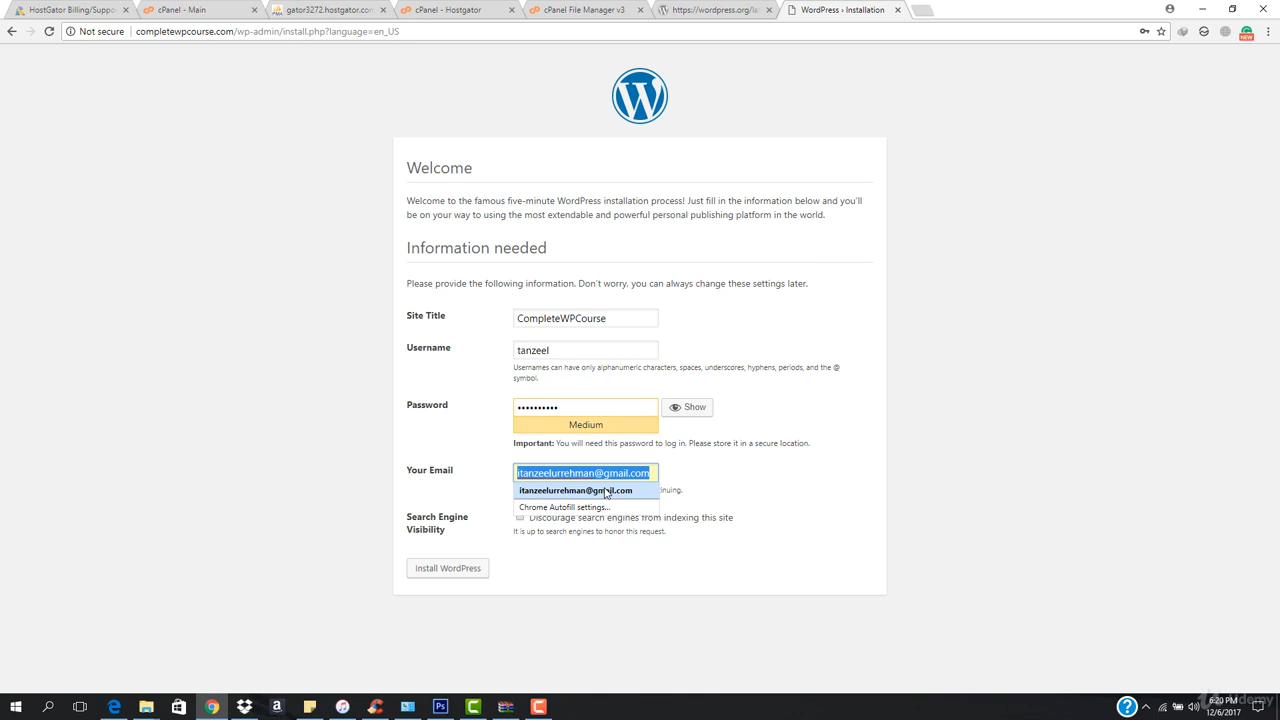 HostGator Billing/Suppo
cPanel - Main
gator3272.hostgator.com
cPanel - Hostgator
cPanel File Manager v3
https://wordpress.org/la
WordPress › Installation
Not secure
completewpcourse.com/wp-admin/install.php?language=en_US
NEW
Welcome
Welcome to the famous five-minute WordPress installation process! Just fill in the information below and you'll
be on your way to using the most extendable and powerful personal publishing platform in the world.
Information needed
Please provide the following information. Don't worry, you can always change these settings later.
Site Title
CompleteWPCourse
Username
tanzeel
Usernames can have only alphanumeric characters, spaces, underscores, hyphens, periods, and the @
symbol.
Password
••••••••••
Show
Medium
Important: You will need this password to log in. Please store it in a secure location.
Your Email
itanzeelurrehman@gmail.com
itanzeelurrehman@gmail.com
tinuing.
Chrome Autofill settings...
Search Engine
Visibility
Discourage search engines from indexing this site
It is up to search engines to honor this request.
Install WordPress
6:20 PM
12/6/2017
Udemy